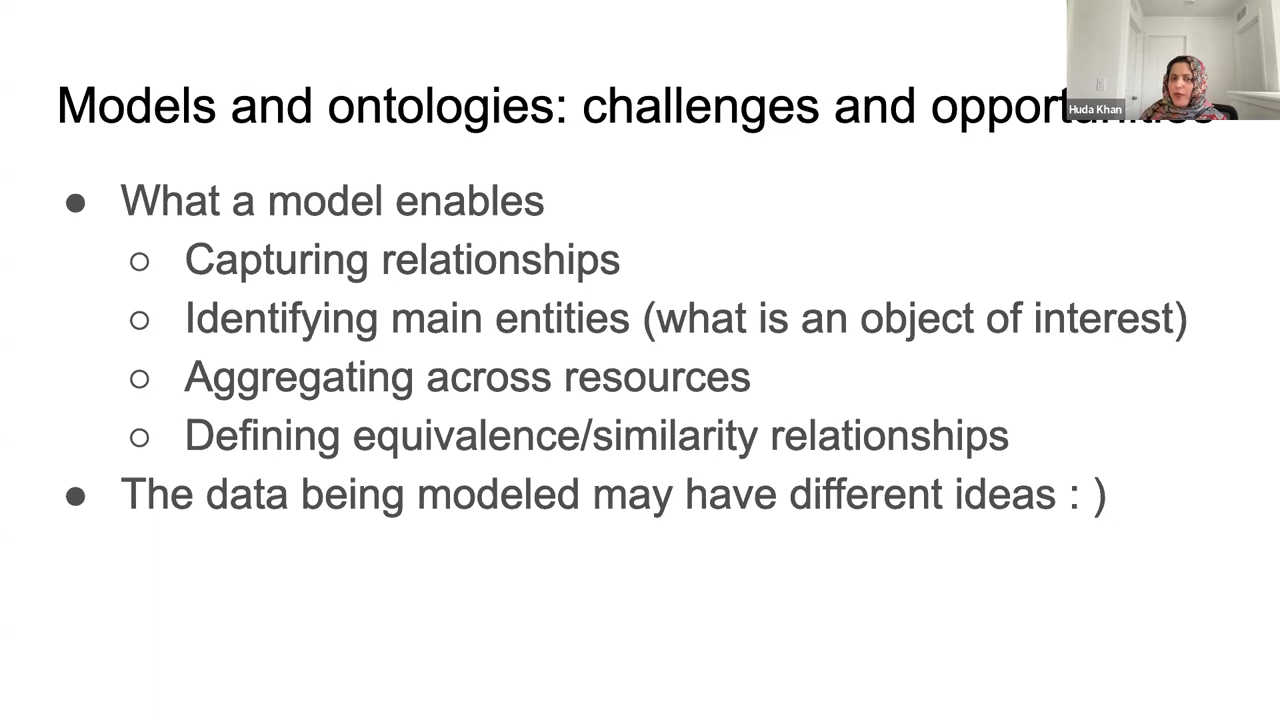 Models and ontologies: challenges and opportunities
Huda Khan
● What a model enables
○ Capturing relationships
○ Identifying main entities (what is an object of interest)
○ Aggregating across resources
○ Defining equivalence/similarity relationships
● The data being modeled may have different ideas : )